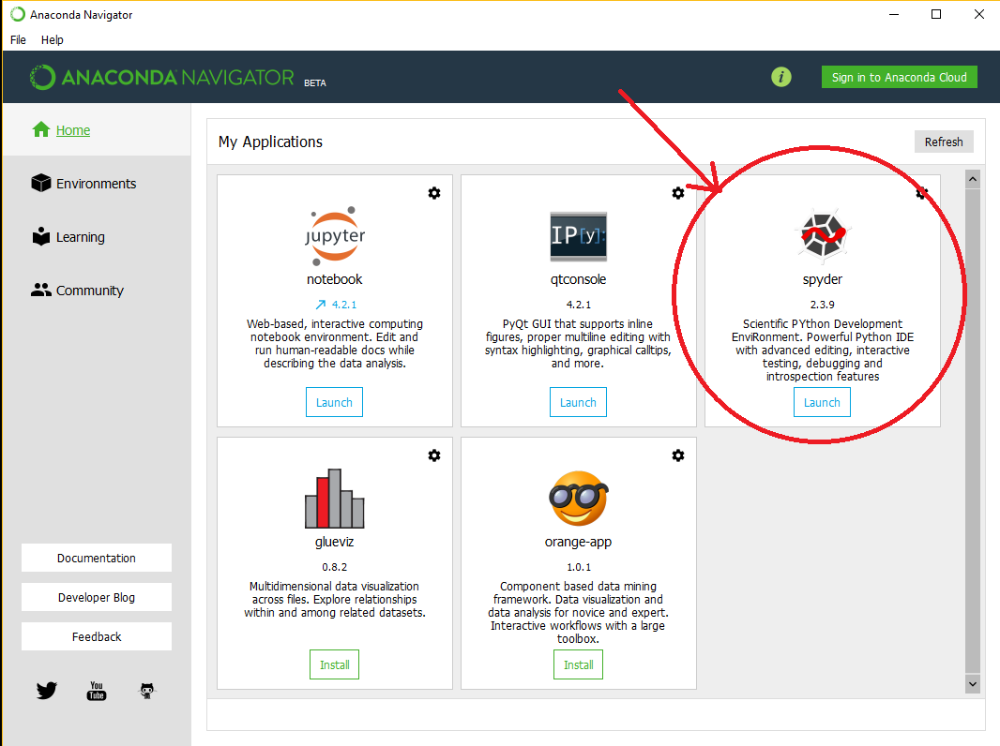 Anaconda Navigator
File Help
ANACONDA NAVIGATOR BETA
i
Sign in to Anaconda Cloud
Home
Environments
Learning
Community
Documentation
Developer Blog
Feedback
You
Tube
My Applications
Refresh
jupyter
notebook
4.2.1
Web-based, interactive computing
notebook environment. Edit and
run human-readable docs while
describing the data analysis.
Launch
IP[y]:
qtconsole
4.2.1
PyQt GUI that supports inline
figures, proper multiline editing with
syntax highlighting, graphical calltips,
and more.
Launch
spyder
2.3.9
Scientific PYthon Development
EnviRonment. Powerful Python IDE
with advanced editing, interactive
testing, debugging and
introspection features
Launch
glueviz
0.8.2
Multidimensional data visualization
across files. Explore relationships
within and among related datasets.
Install
orange-app
1.0.1
Component based data mining
framework. Data visualization and
data analysis for novice and expert.
Interactive workflows with a large
toolbox.
Install